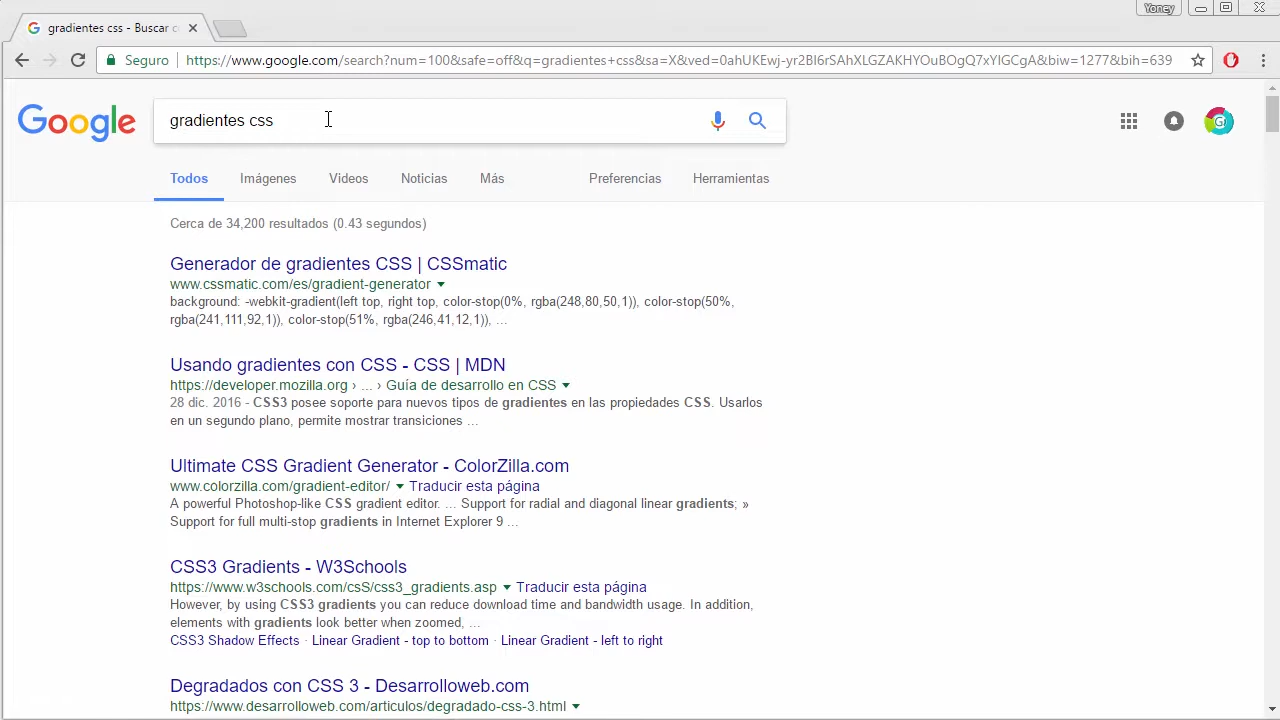 Yoney
gradientes css - Buscar c
Seguro
https://www.google.com/search?num=100&safe=off&q=gradientes+css&sa=X&ved=0ahUKEwj-yr2BI6rSAhXLGZAKHYOuBOgQ7xYIGCgA&biw=1277&bih=639
Google
gradientes css
Todos Imágenes Videos Noticias Más Preferencias Herramientas
Cerca de 34,200 resultados (0.43 segundos)
Generador de gradientes CSS | CSSmatic
www.cssmatic.com/es/gradient-generator
background: -webkit-gradient(left top, right top, color-stop(0%, rgba(248,80,50,1)), color-stop(50%,
rgba(241,111,92,1)), color-stop(51%, rgba(246,41,12,1)), ...
Usando gradientes con CSS - CSS | MDN
https://developer.mozilla.org › ... › Guía de desarrollo en CSS
28 dic. 2016 - CSS3 posee soporte para nuevos tipos de gradientes en las propiedades CSS. Usarlos
en un segundo plano, permite mostrar transiciones ...
Ultimate CSS Gradient Generator - ColorZilla.com
www.colorzilla.com/gradient-editor/ Traducir esta página
A powerful Photoshop-like CSS gradient editor. ... Support for radial and diagonal linear gradients; »
Support for full multi-stop gradients in Internet Explorer 9 ...
CSS3 Gradients - W3Schools
https://www.w3schools.com/csS/css3_gradients.asp Traducir esta página
However, by using CSS3 gradients you can reduce download time and bandwidth usage. In addition,
elements with gradients look better when zoomed, ...
CSS3 Shadow Effects · Linear Gradient - top to bottom · Linear Gradient - left to right
Degradados con CSS 3 - Desarrolloweb.com
https://www.desarrolloweb.com/articulos/degradado-css-3.html